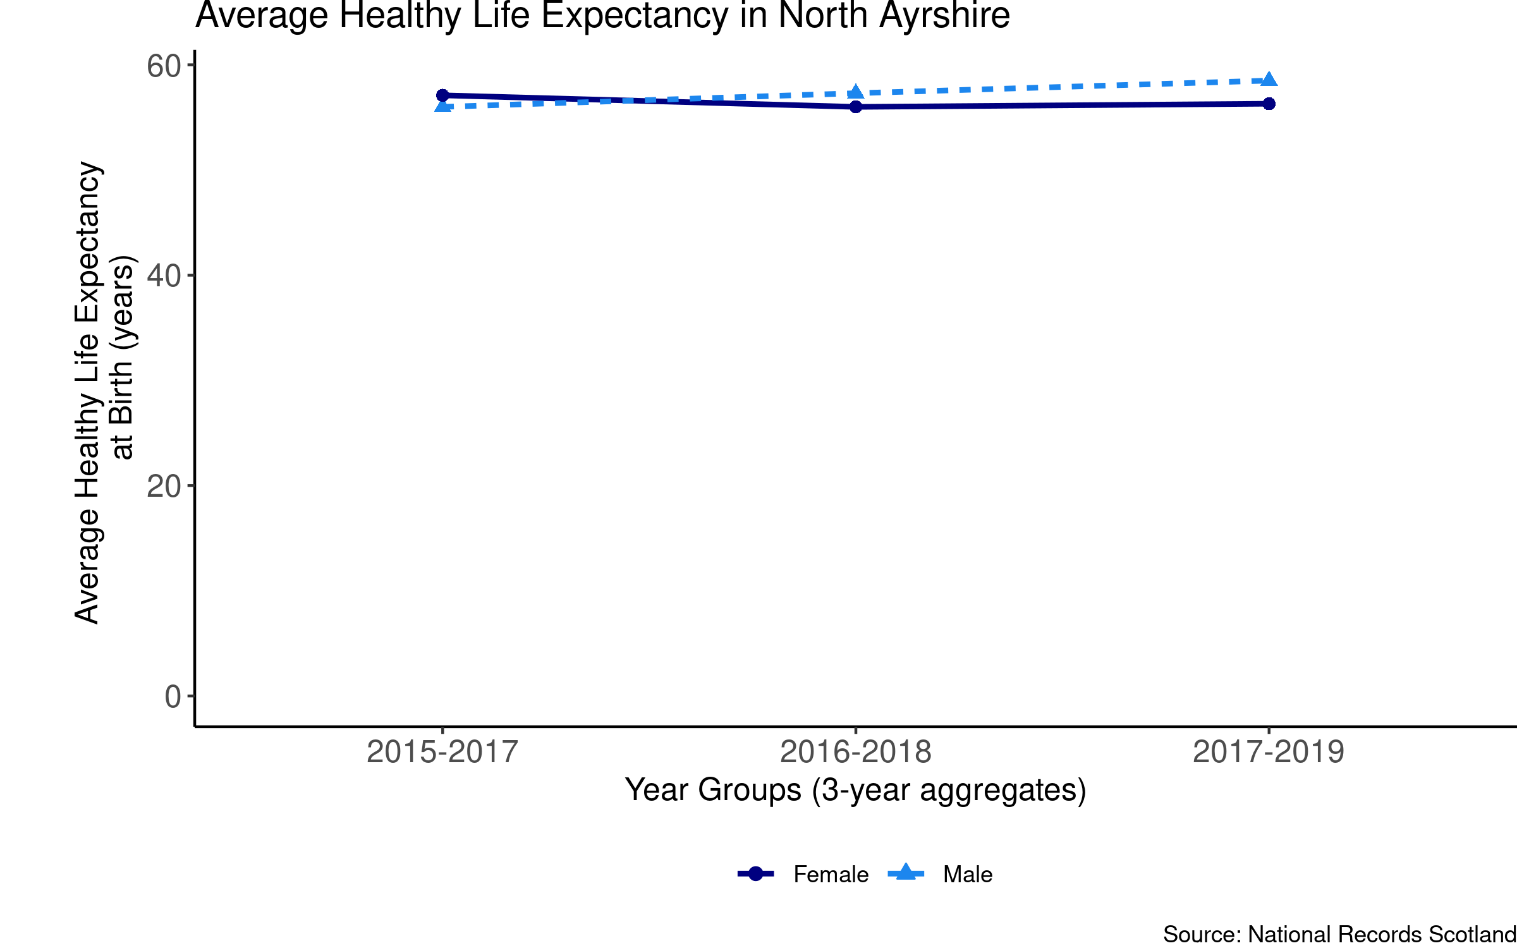 Average Healthy Life Expectancy in North Ayrshire
Average Healthy Life Expectancy
at Birth (years)
60
40
20
0
2015-2017 2016-2018 2017-2019
Year Groups (3-year aggregates)
Female Male
Source: National Records Scotland